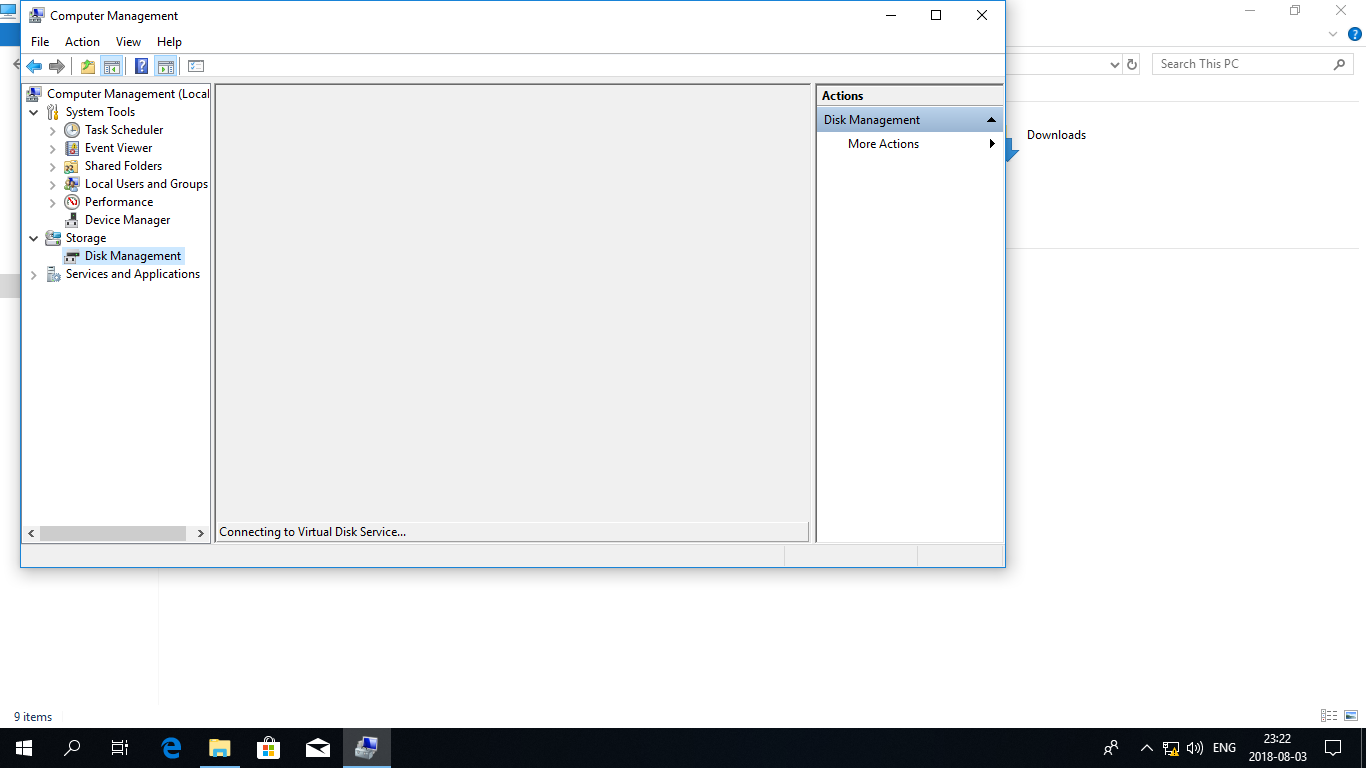 Computer Management
File Action View Help
Search This PC
Computer Management (Local
System Tools
Task Scheduler
Event Viewer
Shared Folders
Local Users and Groups
Performance
Device Manager
Storage
Disk Management
Services and Applications
Connecting to Virtual Disk Service...
Actions
Disk Management
More Actions
Downloads
9 items
ENG
23:22
2018-08-03